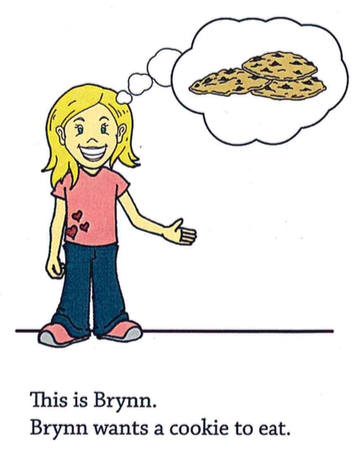 This is Brynn.
Brynn wants a cookie to eat.